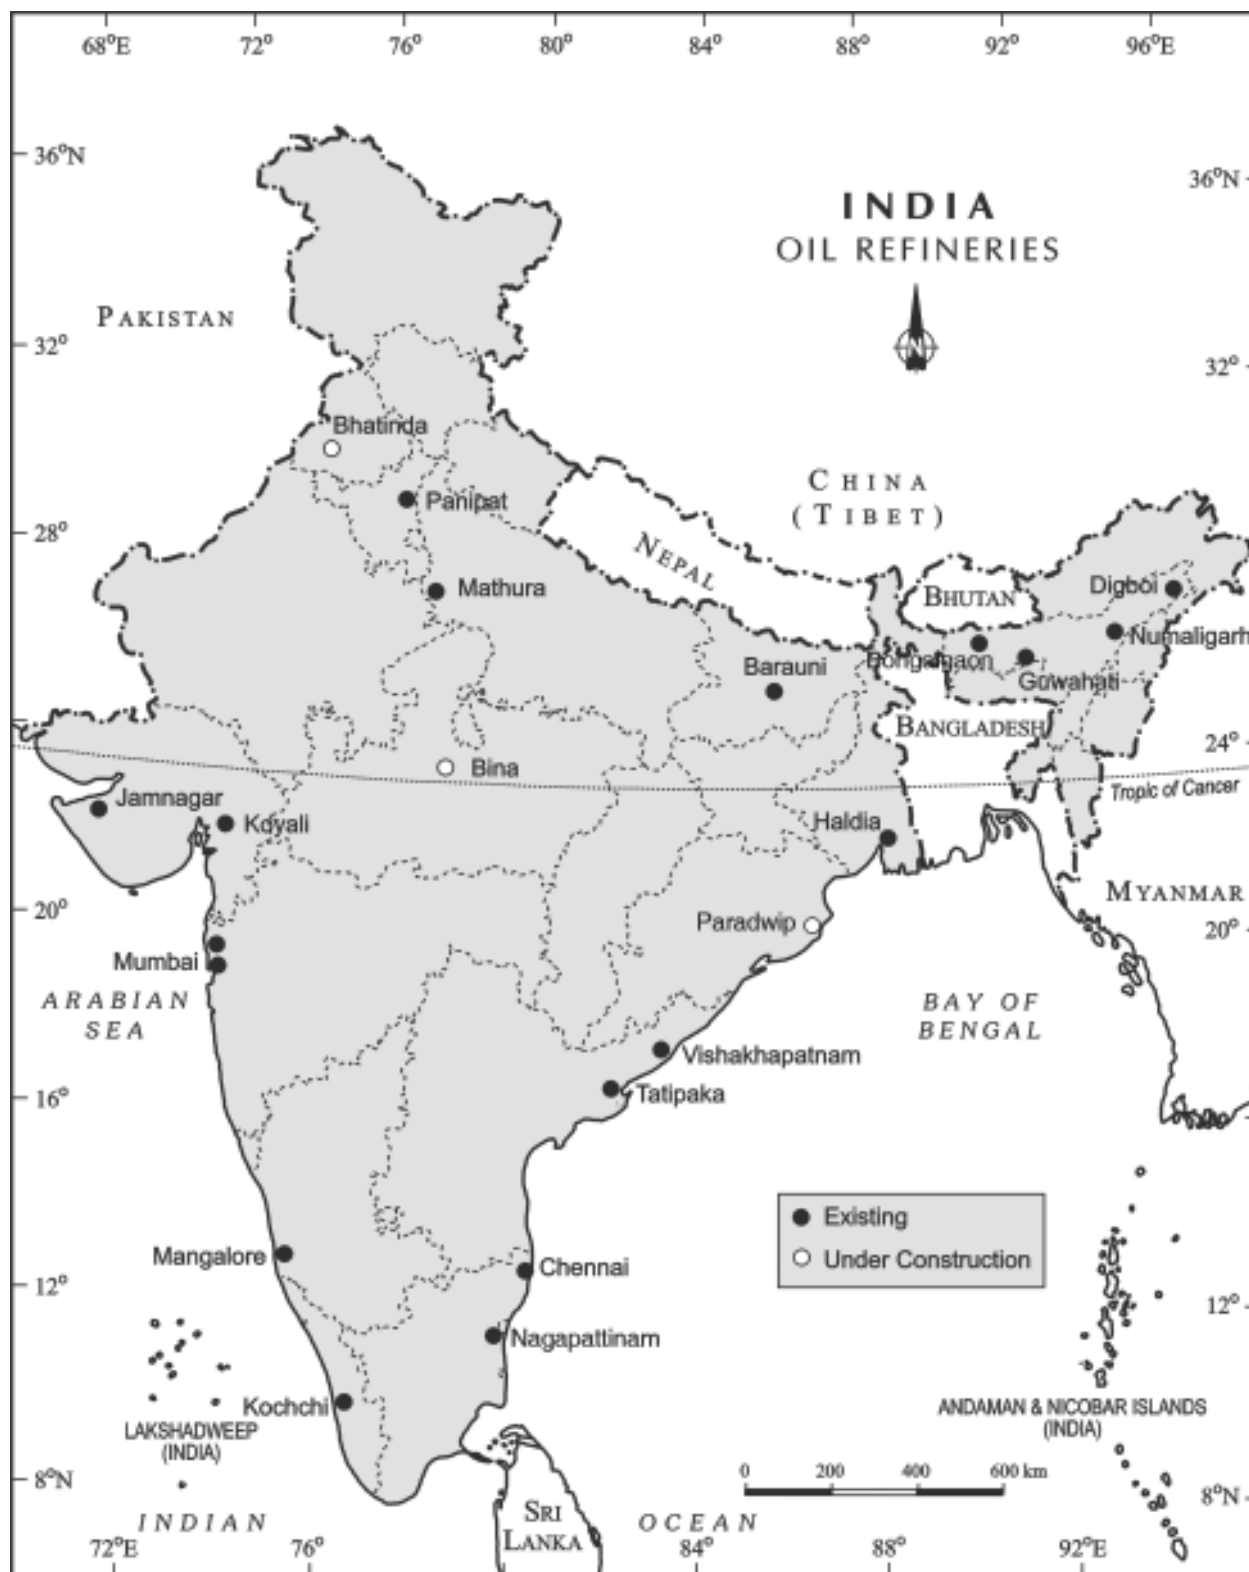 68°E 72° 76° 80° 84° 88° 92° 96°E
36°N
36°N
INDIA
OIL REFINERIES
PAKISTAN
32°
32°
Bhatinda
CHINA
(TIBET)
Panipat
28°
NEPAL
Mathura
BHUTAN
Digboi
Numaligarh
Bongaigaon
Guwahati
Barauni
BANGLADESH
24°
Bina
Tropic of Cancer
Jamnagar
Koyali
Haldia
MYANMAR
20°
20°
Paradwip
Mumbai
ARABIAN
SEA
BAY OF
BENGAL
Vishakhapatnam
Tatipaka
16°
Existing
Under Construction
Mangalore
Chennai
12°
12°
Nagapattinam
Kochchi
LAKSHADWEEP
(INDIA)
ANDAMAN & NICOBAR ISLANDS
(INDIA)
0 200 400 600 km
8°N
8°N
SRI
LANKA
INDIAN OCEAN
72°E 76° 84° 88° 92°E